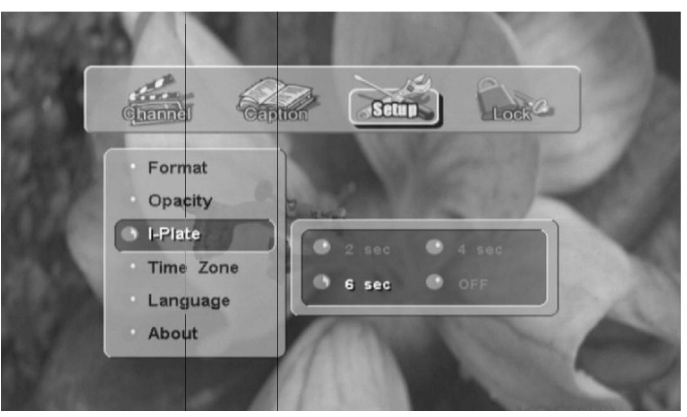 Channel Caption Setup Lock
Format
Opacity
I-Plate
Time Zone
Language
About
2 sec 4 sec
6 sec OFF